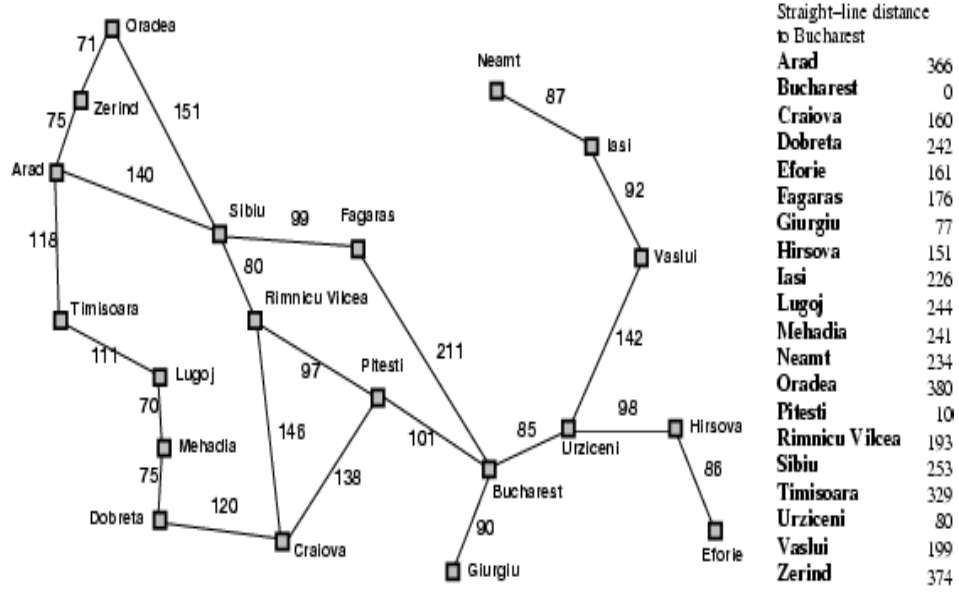 Oradea
71
Neamt
Zerind
87
151
75
Iasi
Arad
140
92
Sibiu
99
Fagaras
118
80
Vaslui
Timisoara
Rimnicu Vilcea
142
111
211
Lugoj
97
Pitesti
70
98
146
101
85
Hirsova
Mehadia
Urziceni
138
86
75
Bucharest
Dobreta
120
90
Craiova
Eforie
Giurgiu
Straight–line distance
to Bucharest
Arad 366
Bucharest 0
Craiova 160
Dobreta 242
Eforie 161
Fagaras 176
Giurgiu 77
Hirsova 151
Iasi 226
Lugoj 244
Mehadia 241
Neamt 234
Oradea 380
Pitesti 10
Rimnicu Vilcea 193
Sibiu 253
Timisoara 329
Urziceni 80
Vaslui 199
Zerind 374